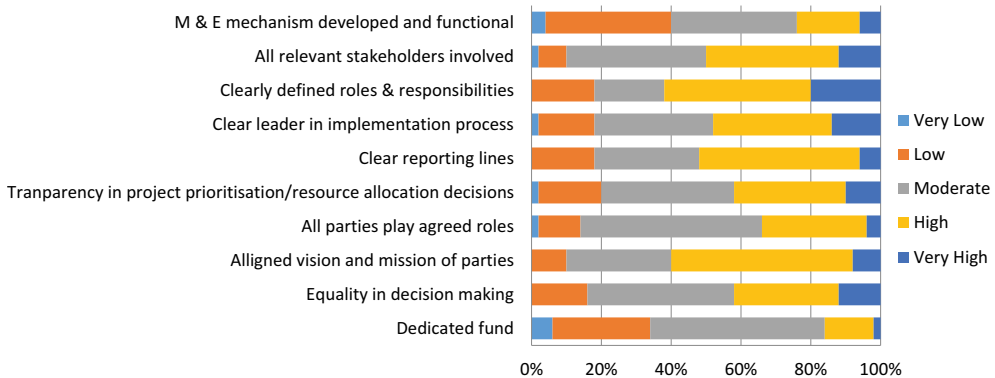 M & E mechanism developed and functional
All relevant stakeholders involved
Clearly defined roles & responsibilities
Clear leader in implementation process
Clear reporting lines
Tranparency in project prioritisation/resource allocation decisions
All parties play agreed roles
Alligned vision and mission of parties
Equality in decision making
Dedicated fund
0% 20% 40% 60% 80% 100%
Very Low
Low
Moderate
High
Very High